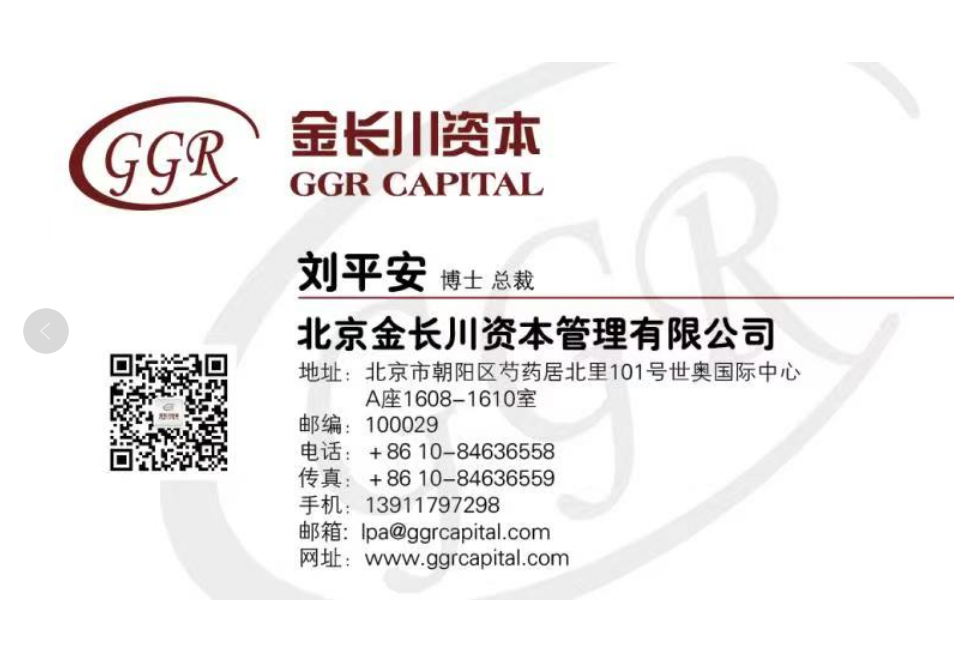 GGR
金长川资本
GGR CAPITAL
刘平安 博士 总裁
北京金长川资本管理有限公司
地址：北京市朝阳区芍药居北里101号世奥国际中心
A座1608-1610室
邮编：100029
电话：+86 10-84636558
传真：+86 10-84636559
手机：13911797298
邮箱: lpa@ggrcapital.com
网址：www.ggrcapital.com
GGR